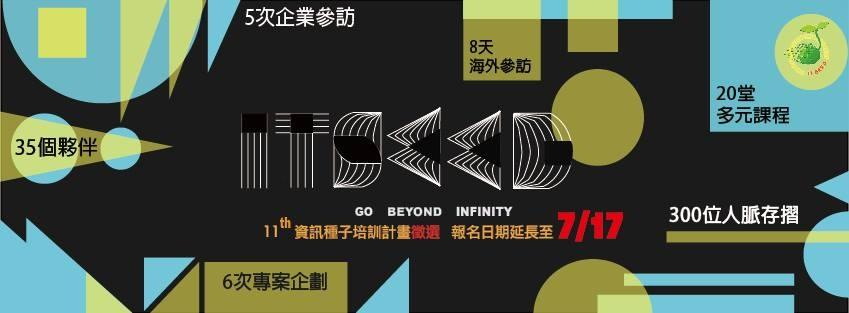 5次企業參訪
8天
海外參訪
20堂
多元課程
35個夥伴
ITSEED
GO BEYOND INFINITY
300位人脈存摺
11th 資訊種子培訓計畫徵選 報名日期延長至 7/17
6次專案企劃